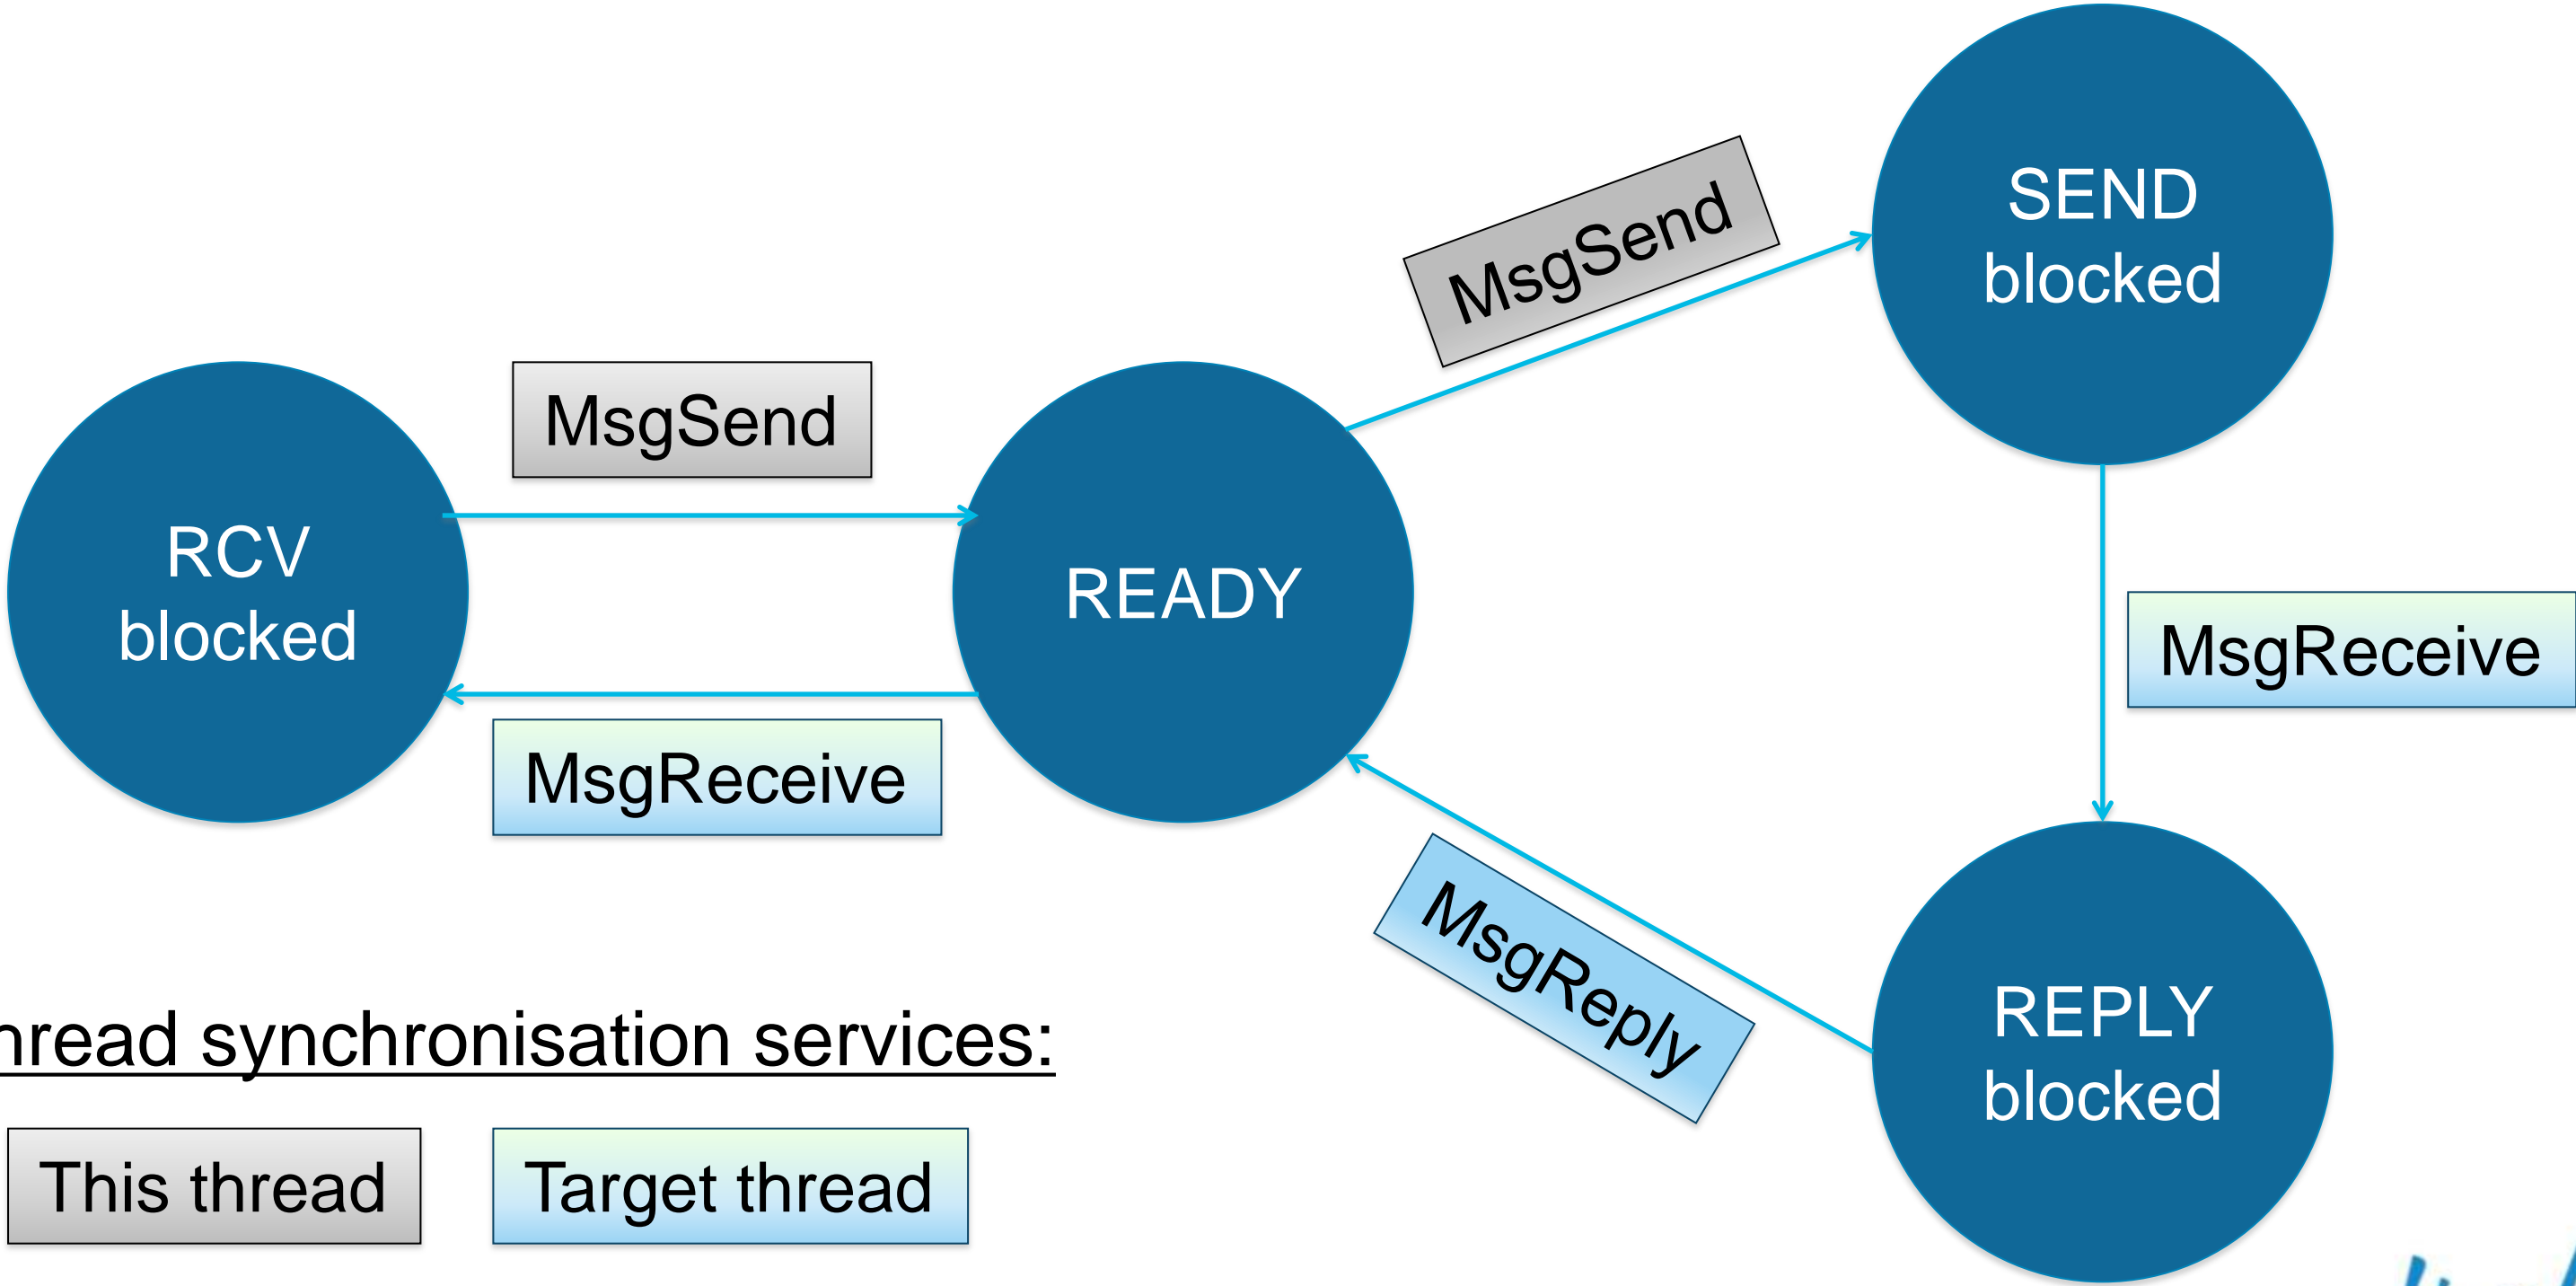 MsgSend
SEND
blocked
MsgSend
RCV
blocked
READY
MsgReceive
MsgReceive
MsgReply
REPLY
blocked
hread synchronisation services:
This thread
Target thread